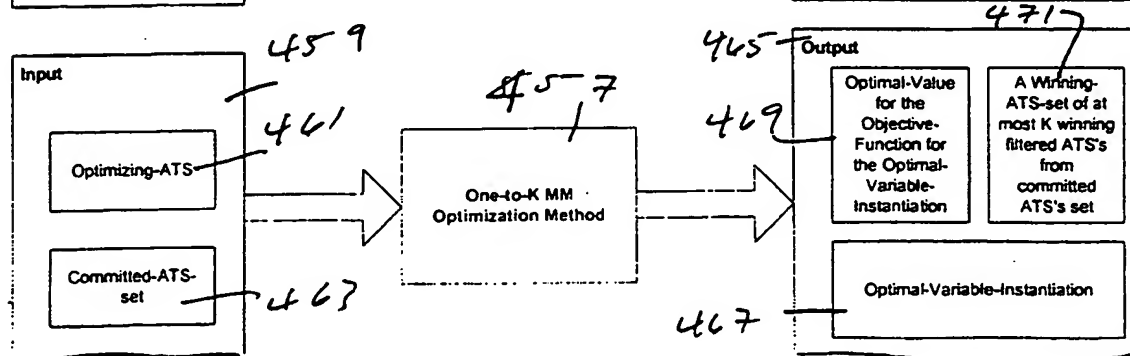 471
459
465
Input
Output
457
461
469
Optimizing-ATS
Optimal-Value
for the
Objective-
Function for
the Optimal-
Variable-
Instantiation
A Winning-
ATS-set of at
most K winning
filtered ATS's
from
committed
ATS's set
One-to-K MM
Optimization Method
Committed-ATS-
set
463
467
Optimal-Variable-Instantiation